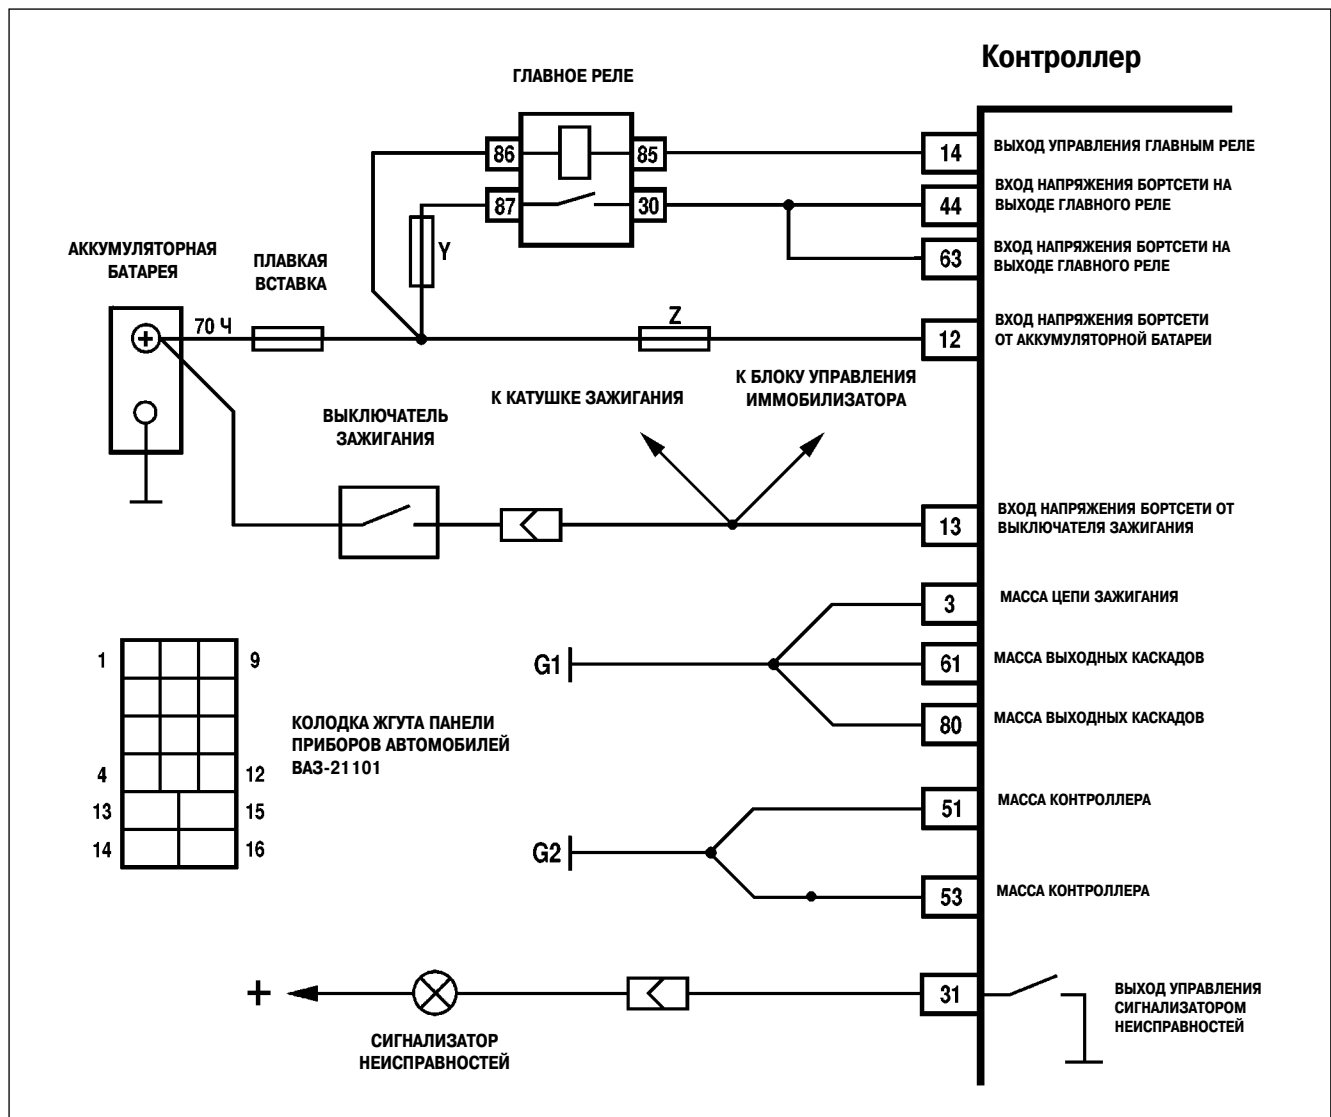 Контроллер
ГЛАВНОЕ РЕЛЕ
86
85
87
30
14
ВЫХОД УПРАВЛЕНИЯ ГЛАВНЫМ РЕЛЕ
44
ВХОД НАПРЯЖЕНИЯ БОРТСЕТИ НА
ВЫХОДЕ ГЛАВНОГО РЕЛЕ
63
ВХОД НАПРЯЖЕНИЯ БОРТСЕТИ НА
ВЫХОДЕ ГЛАВНОГО РЕЛЕ
Y
АККУМУЛЯТОРНАЯ
БАТАРЕЯ
ПЛАВКАЯ
ВСТАВКА
+
70 Ч
Z
12
ВХОД НАПРЯЖЕНИЯ БОРТСЕТИ
ОТ АККУМУЛЯТОРНОЙ БАТАРЕИ
К КАТУШКЕ ЗАЖИГАНИЯ
К БЛОКУ УПРАВЛЕНИЯ
ИММОБИЛИЗАТОРА
ВЫКЛЮЧАТЕЛЬ
ЗАЖИГАНИЯ
13
ВХОД НАПРЯЖЕНИЯ БОРТСЕТИ ОТ
ВЫКЛЮЧАТЕЛЯ ЗАЖИГАНИЯ
3
МАССА ЦЕПИ ЗАЖИГАНИЯ
G1
61
МАССА ВЫХОДНЫХ КАСКАДОВ
80
МАССА ВЫХОДНЫХ КАСКАДОВ
1
9
4
12
13
15
14
16
КОЛОДКА ЖГУТА ПАНЕЛИ
ПРИБОРОВ АВТОМОБИЛЕЙ
ВАЗ-21101
51
МАССА КОНТРОЛЛЕРА
G2
53
МАССА КОНТРОЛЛЕРА
+
31
СИГНАЛИЗАТОР
НЕИСПРАВНОСТЕЙ
ВЫХОД УПРАВЛЕНИЯ
СИГНАЛИЗАТОРОМ
НЕИСПРАВНОСТЕЙ